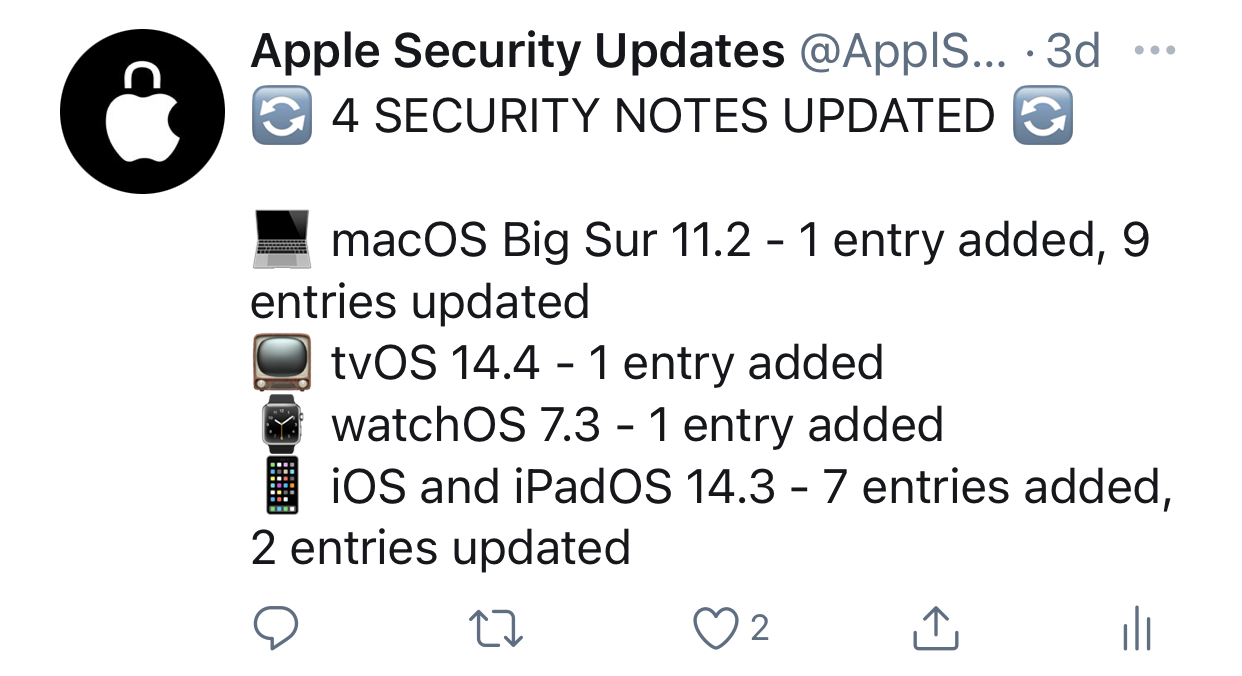 Apple Security Updates @ApplS... · 3d
🔄 4 SECURITY NOTES UPDATED 🔄
💻 macOS Big Sur 11.2 - 1 entry added, 9
entries updated
📺 tvOS 14.4 - 1 entry added
⌚ watchOS 7.3 - 1 entry added
📱 iOS and iPadOS 14.3 - 7 entries added,
2 entries updated
2